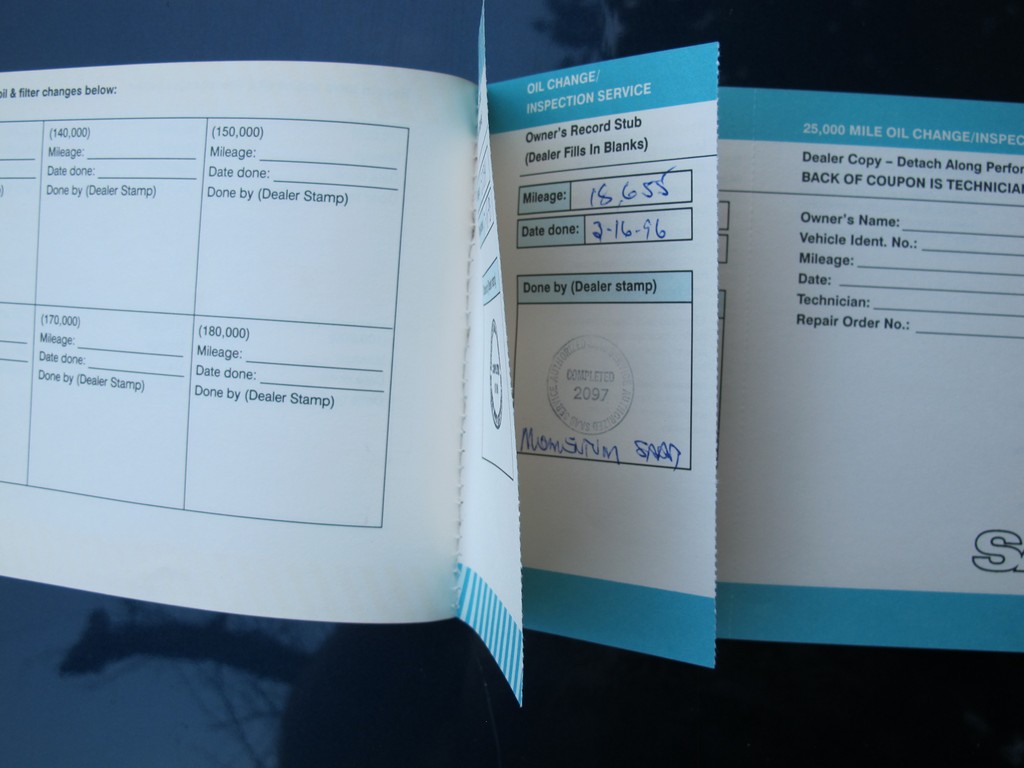 oil & filter changes below:
(140,000)
Mileage:
Date done:
Done by (Dealer Stamp)
(150,000)
Mileage:
Date done:
Done by (Dealer Stamp)
(170,000)
Mileage:
Date done:
Done by (Dealer Stamp)
(180,000)
Mileage:
Date done:
Done by (Dealer Stamp)
OIL CHANGE/
INSPECTION SERVICE
Owner's Record Stub
(Dealer Fills In Blanks)
Mileage: 18,655
Date done: 2-16-96
Done by (Dealer stamp)
COMPLETED
2097
MOMENTUM SAAB
25,000 MILE OIL CHANGE/INSPEC
Dealer Copy – Detach Along Perfor
BACK OF COUPON IS TECHNICIAN
Owner's Name:
Vehicle Ident. No.:
Mileage:
Date:
Technician:
Repair Order No.: